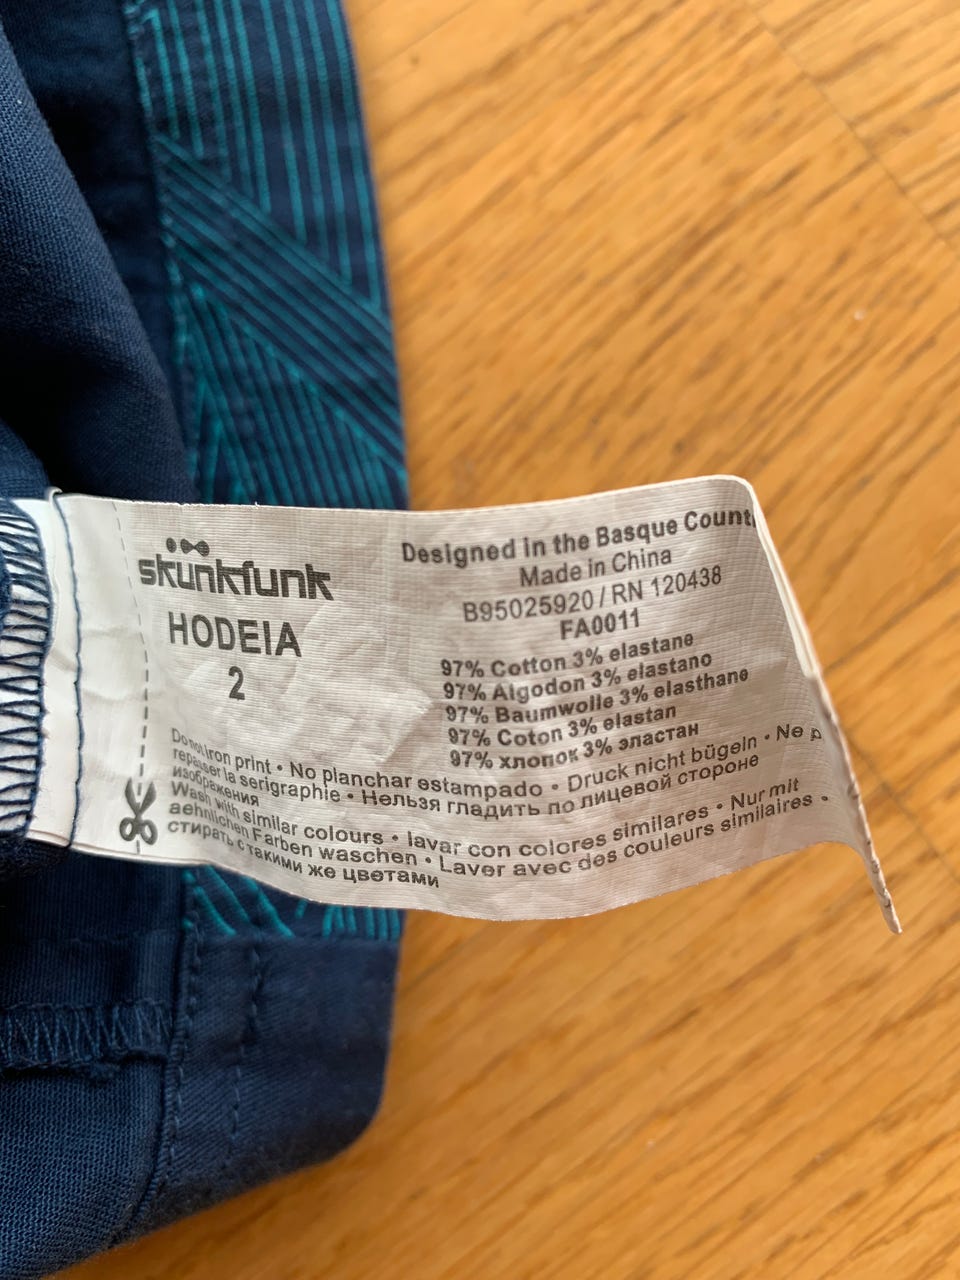 skunkfunk
HODEIA
2
Designed in the Basque Count
Made in China
B95025920 / RN 120438
FA0011
97% Cotton 3% elastane
97% Algodon 3% elastano
97% Baumwolle 3% elasthane
97% Coton 3% elastan
97% хлопок 3% эластан
Do not iron print • No planchar estampado • Druck nicht bügeln • Ne p
repasser la serigraphie • Нельзя гладить по лицевой стороне
изображения
Wash with similar colours • lavar con colores similares • Nur mit
aehnlichen Farben waschen • Laver avec des couleurs similaires •
стирать с такими же цветами